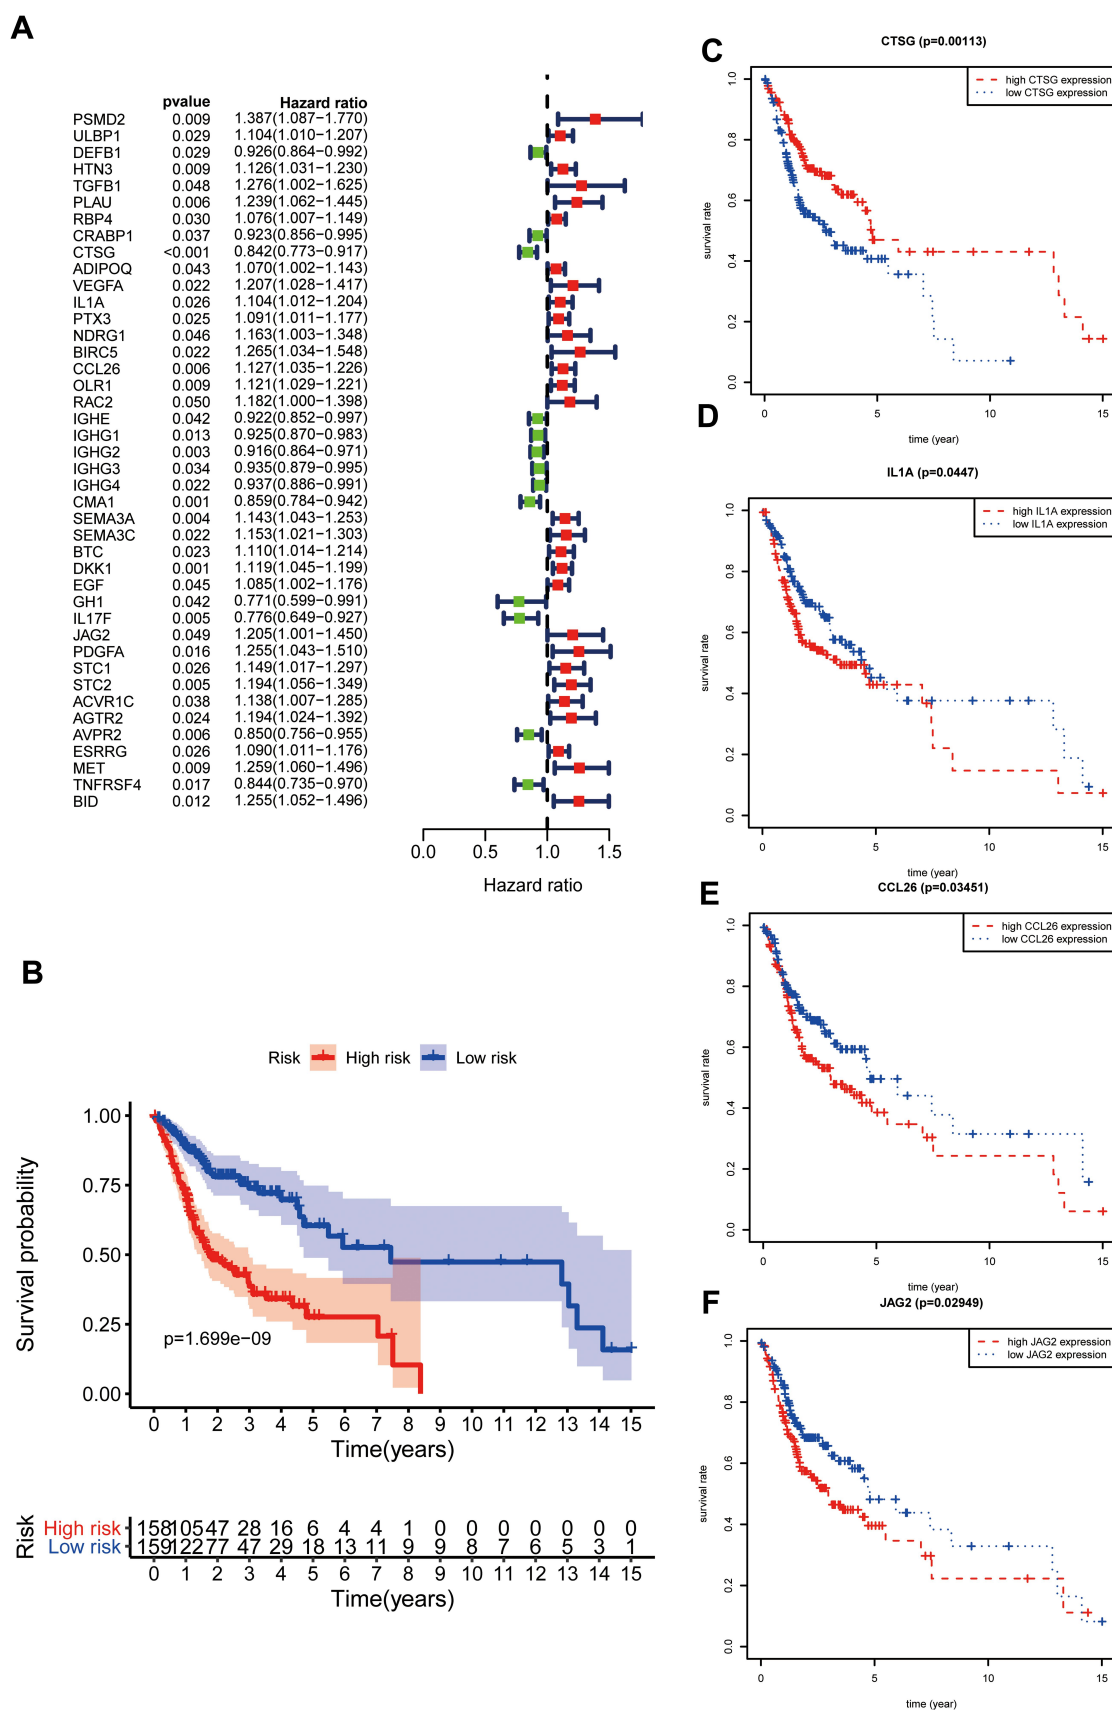 A
pvalue Hazard ratio
PSMD2 0.009 1.387(1.087−1.770)
ULBP1 0.029 1.104(1.010−1.207)
DEFB1 0.029 0.926(0.864−0.992)
HTN3 0.009 1.126(1.031−1.230)
TGFB1 0.048 1.276(1.002−1.625)
PLAU 0.006 1.239(1.062−1.445)
RBP4 0.030 1.076(1.007−1.149)
CRABP1 0.037 0.923(0.856−0.995)
CTSG <0.001 0.842(0.773−0.917)
ADIPOQ 0.043 1.070(1.002−1.143)
VEGFA 0.022 1.207(1.028−1.417)
IL1A 0.026 1.104(1.012−1.204)
PTX3 0.025 1.091(1.011−1.177)
NDRG1 0.046 1.163(1.003−1.348)
BIRC5 0.022 1.265(1.034−1.548)
CCL26 0.006 1.127(1.035−1.226)
OLR1 0.009 1.121(1.029−1.221)
RAC2 0.050 1.182(1.000−1.398)
IGHE 0.042 0.922(0.852−0.997)
IGHG1 0.013 0.925(0.870−0.983)
IGHG2 0.003 0.916(0.864−0.971)
IGHG3 0.034 0.935(0.879−0.995)
IGHG4 0.022 0.937(0.886−0.991)
CMA1 0.001 0.859(0.784−0.942)
SEMA3A 0.004 1.143(1.043−1.253)
SEMA3C 0.022 1.153(1.021−1.303)
BTC 0.023 1.110(1.014−1.214)
DKK1 0.001 1.119(1.045−1.199)
EGF 0.045 1.085(1.002−1.176)
GH1 0.042 0.771(0.599−0.991)
IL17F 0.005 0.776(0.649−0.927)
JAG2 0.049 1.205(1.001−1.450)
PDGFA 0.016 1.255(1.043−1.510)
STC1 0.026 1.149(1.017−1.297)
STC2 0.005 1.194(1.056−1.349)
ACVR1C 0.038 1.138(1.007−1.285)
AGTR2 0.024 1.194(1.024−1.392)
AVPR2 0.006 0.850(0.756−0.955)
ESRRG 0.026 1.090(1.011−1.176)
MET 0.009 1.259(1.060−1.496)
TNFRSF4 0.017 0.844(0.735−0.970)
BID 0.012 1.255(1.052−1.496)
0.0 0.5 1.0 1.5
Hazard ratio
B
Risk High risk Low risk
1.00
0.75
0.50
0.25
0.00
Survival probability
p=1.699e−09
0 1 2 3 4 5 6 7 8 9 10 11 12 13 14 15
Time(years)
Risk
High risk 158 105 47 28 16 6 4 4 1 0 0 0 0 0 0 0
Low risk 159 122 77 47 29 18 13 11 9 9 8 7 6 5 3 1
0 1 2 3 4 5 6 7 8 9 10 11 12 13 14 15
Time(years)
C
CTSG (p=0.00113)
high CTSG expression
low CTSG expression
1.0
0.8
0.6
0.4
0.2
0.0
survival rate
0 5 10 15
time (year)
D
IL1A (p=0.0447)
high IL1A expression
low IL1A expression
1.0
0.8
0.6
0.4
0.2
0.0
survival rate
0 5 10 15
time (year)
E
CCL26 (p=0.03451)
high CCL26 expression
low CCL26 expression
1.0
0.8
0.6
0.4
0.2
0.0
survival rate
0 5 10 15
time (year)
F
JAG2 (p=0.02949)
high JAG2 expression
low JAG2 expression
1.0
0.8
0.6
0.4
0.2
0.0
survival rate
0 5 10 15
time (year)